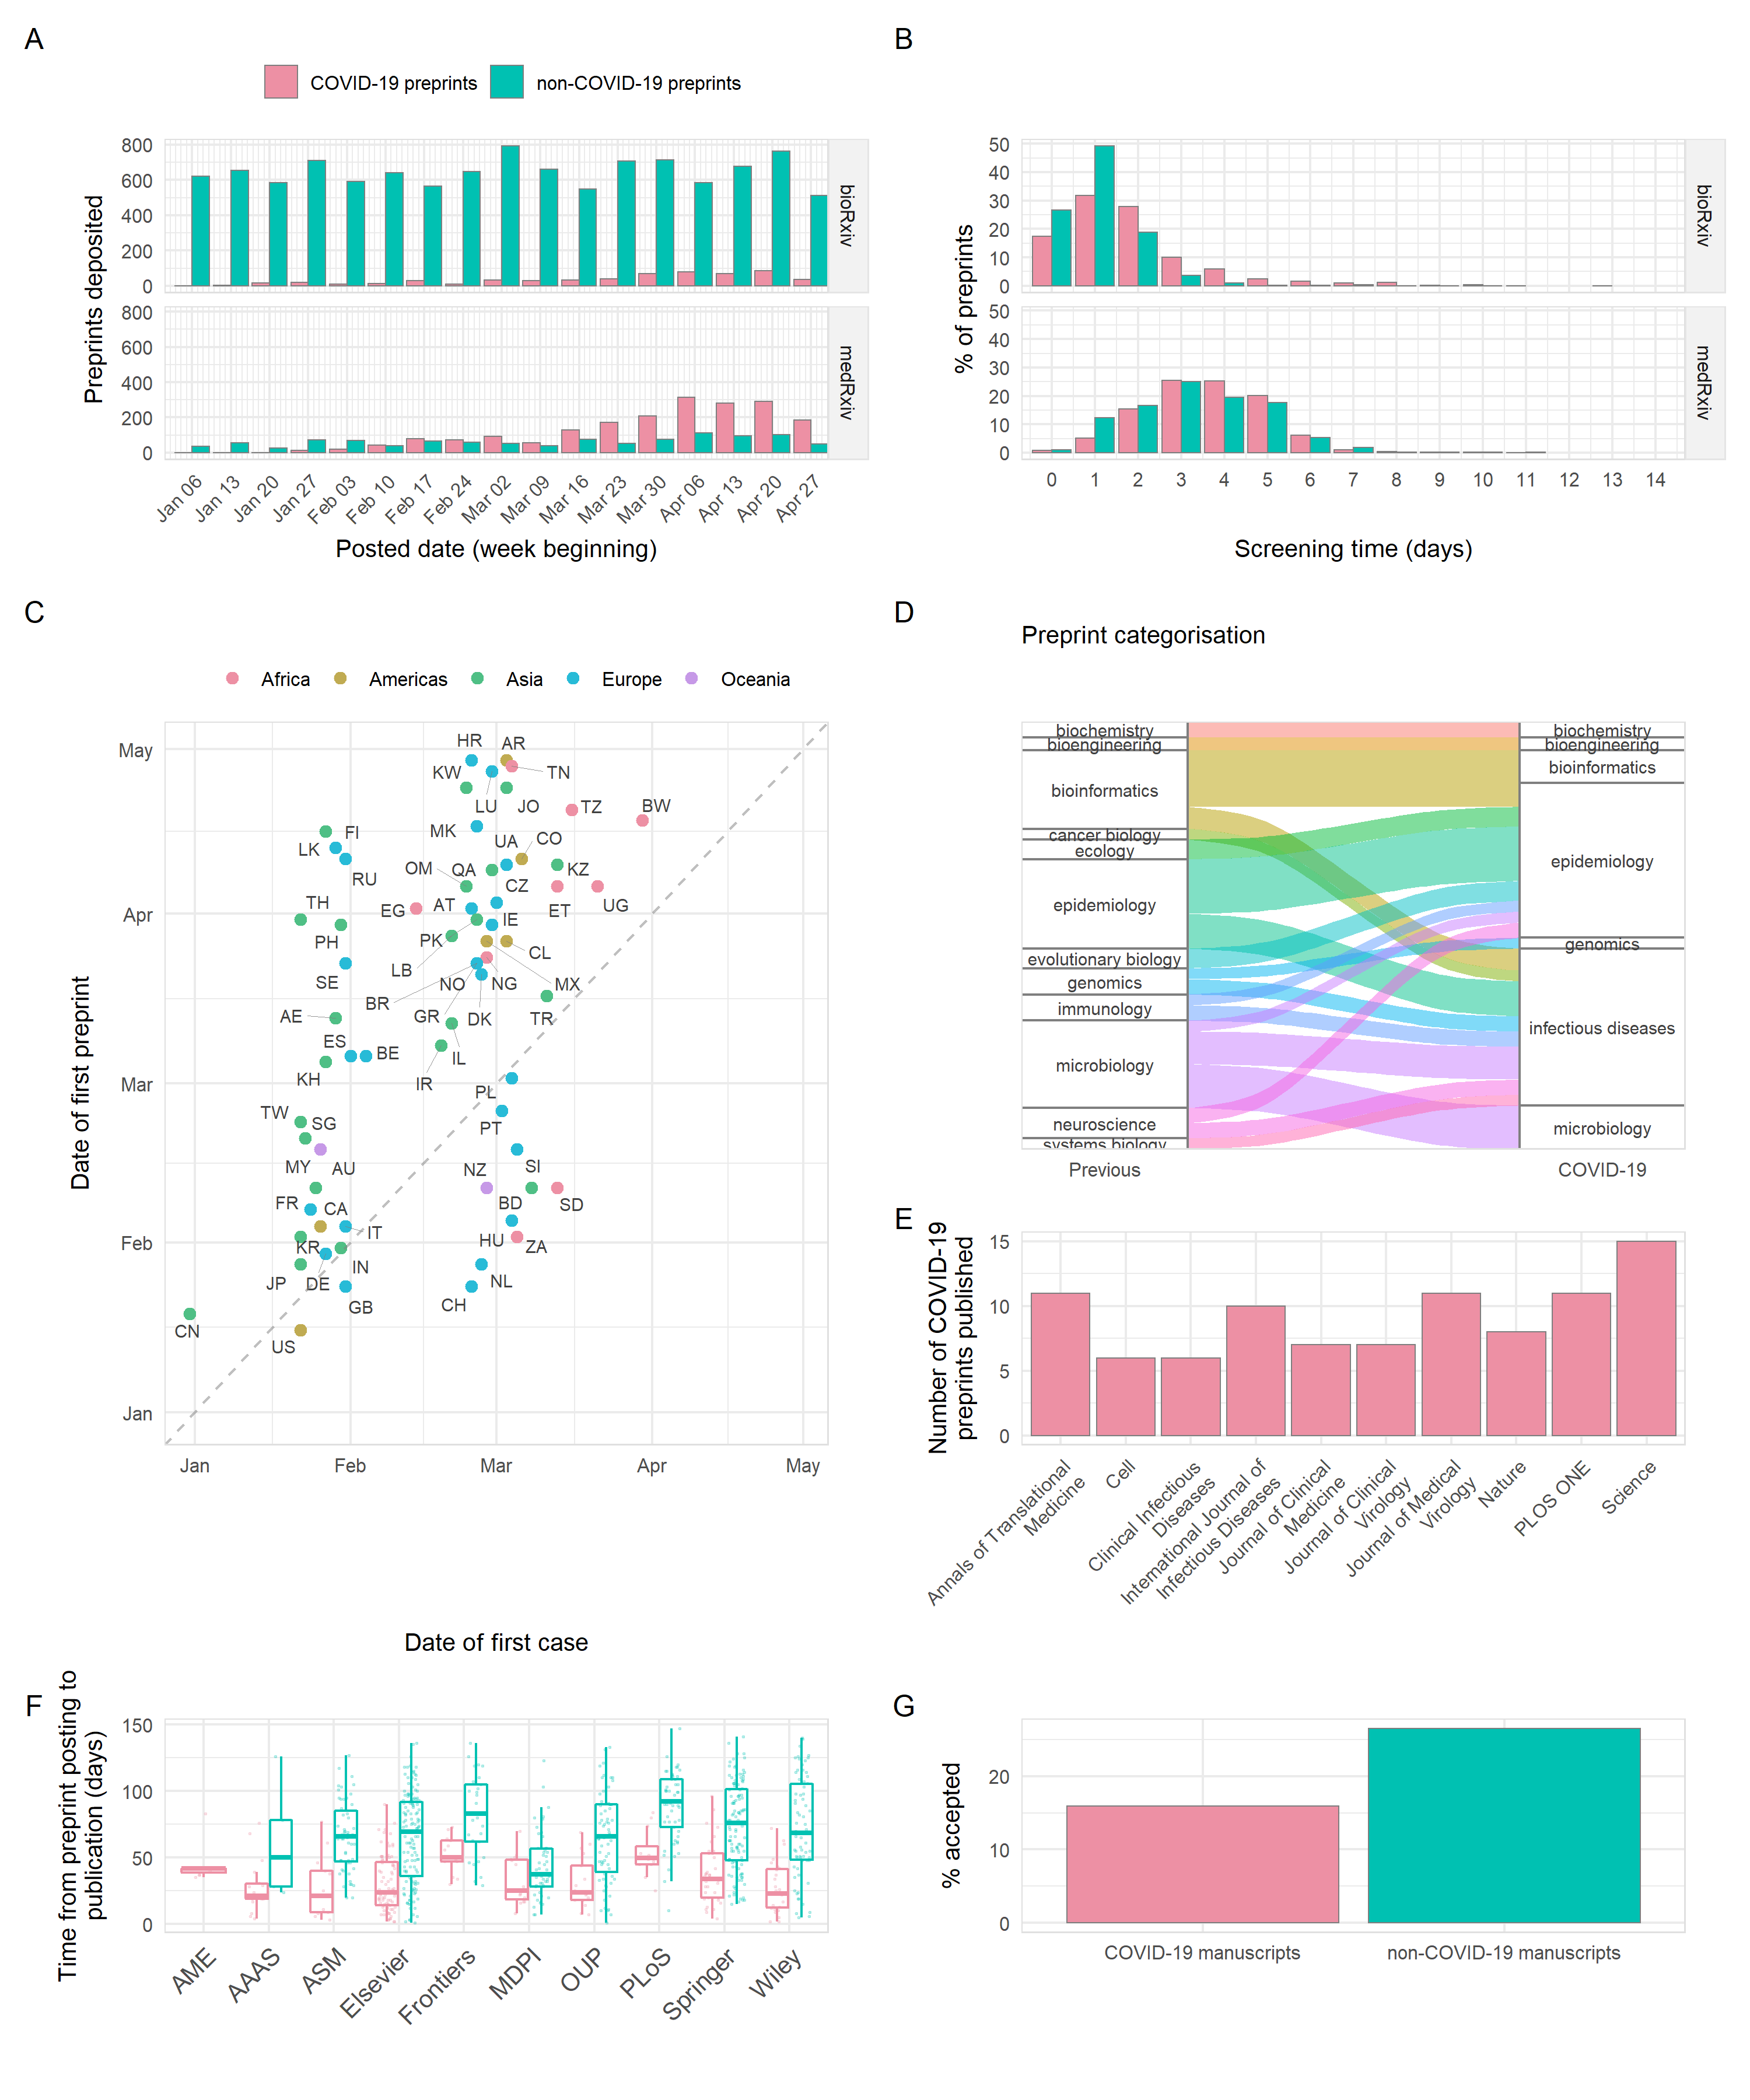 A
COVID-19 preprints
non-COVID-19 preprints
Preprints deposited
800
600
400
200
0
bioRxiv
800
600
400
200
0
medRxiv
Jan 06
Jan 13
Jan 20
Jan 27
Feb 03
Feb 10
Feb 17
Feb 24
Mar 02
Mar 09
Mar 16
Mar 23
Mar 30
Apr 06
Apr 13
Apr 20
Apr 27
Posted date (week beginning)
B
% of preprints
50
40
30
20
10
0
bioRxiv
50
40
30
20
10
0
medRxiv
0 1 2 3 4 5 6 7 8 9 10 11 12 13 14
Screening time (days)
C
Africa Americas Asia Europe Oceania
Date of first preprint
May
Apr
Mar
Feb
Jan
HR AR
KW TN
LU JO TZ BW
MK
UA CO
FI
LK
RU
OM QA KZ
CZ
TH EG AT ET UG
IE
PH PK
CL
LB
SE NO NG MX
BR
AE GR DK TR
ES BE IL
KH IR
PL
TW SG
PT
MY AU NZ SI
FR CA BD SD
IT
KR HU ZA
IN
JP DE NL
GB CH
CN
US
Jan Feb Mar Apr May
Date of first case
D
Preprint categorisation
biochemistry
bioengineering
bioinformatics
cancer biology
ecology
epidemiology
evolutionary biology
genomics
immunology
microbiology
neuroscience
systems biology
Previous
biochemistry
bioengineering
bioinformatics
epidemiology
genomics
infectious diseases
microbiology
COVID-19
E
Number of COVID-19
preprints published
15
10
5
0
Annals of Translational
Medicine
Cell
Clinical Infectious
Diseases
International Journal of
Infectious Diseases
Journal of Clinical
Medicine
Journal of Clinical
Virology
Journal of Medical
Virology
Nature
PLOS ONE
Science
F
Time from preprint posting to
publication (days)
150
100
50
0
AME
AAAS
ASM
Elsevier
Frontiers
MDPI
OUP
PLoS
Springer
Wiley
G
% accepted
20
10
0
COVID-19 manuscripts
non-COVID-19 manuscripts